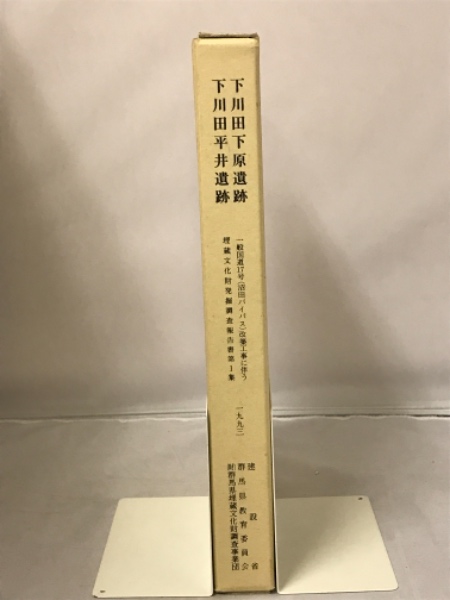 下川田下原遺跡
下川田平井遺跡
一般国道17号(沼田バイパス)改築工事に伴う
埋蔵文化財発掘調査報告書第1集
一九九三
建設省
群馬県教育委員会
財群馬県埋蔵文化財調査事業団